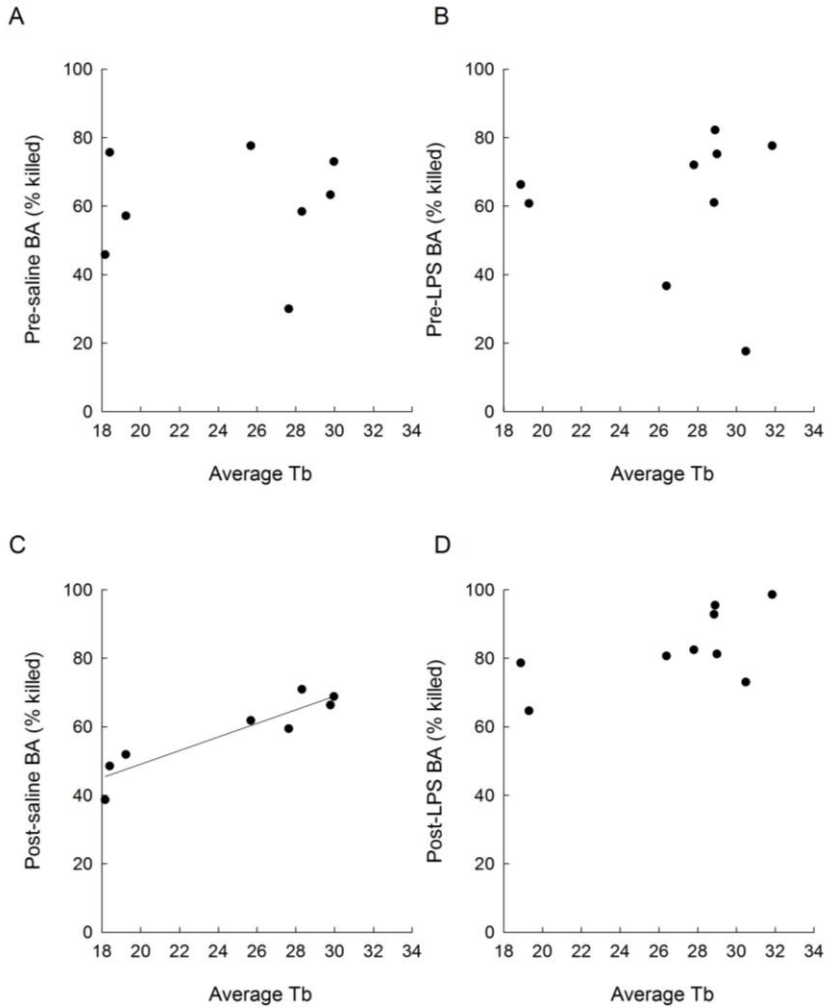 A
B
100
80
60
40
20
0
Pre-saline BA (% killed)
18 20 22 24 26 28 30 32 34
Average Tb
100
80
60
40
20
0
Pre-LPS BA (% killed)
18 20 22 24 26 28 30 32 34
Average Tb
C
D
100
80
60
40
20
0
Post-saline BA (% killed)
18 20 22 24 26 28 30 32 34
Average Tb
100
80
60
40
20
0
Post-LPS BA (% killed)
18 20 22 24 26 28 30 32 34
Average Tb